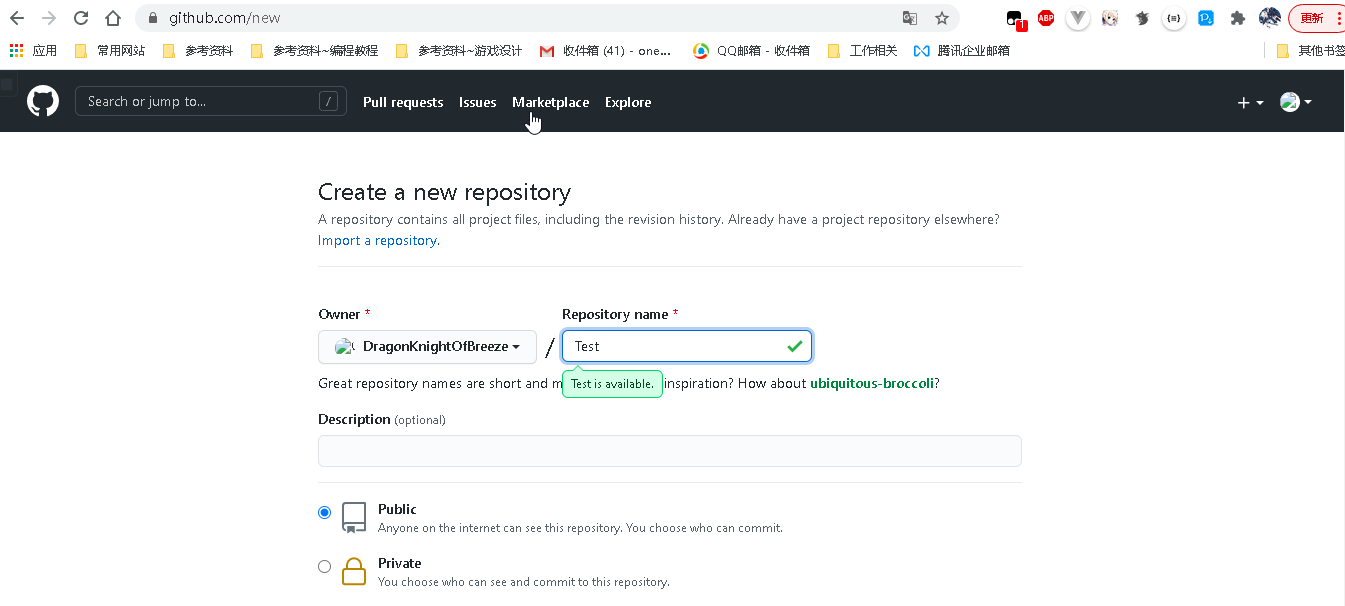 github.com/new
1
ABP
更新
应用 常用网站 参考资料 参考资料~编程教程 参考资料~游戏设计 收件箱 (41) - one... QQ邮箱 - 收件箱 工作相关 腾讯企业邮箱 其他书签
Search or jump to... / Pull requests Issues Marketplace Explore
Create a new repository
A repository contains all project files, including the revision history. Already have a project repository elsewhere?
Import a repository.
Owner * Repository name *
DragonKnightOfBreeze / Test
Great repository names are short and m Test is available. inspiration? How about ubiquitous-broccoli?
Description (optional)
Public
Anyone on the internet can see this repository. You choose who can commit.
Private
You choose who can see and commit to this repository.